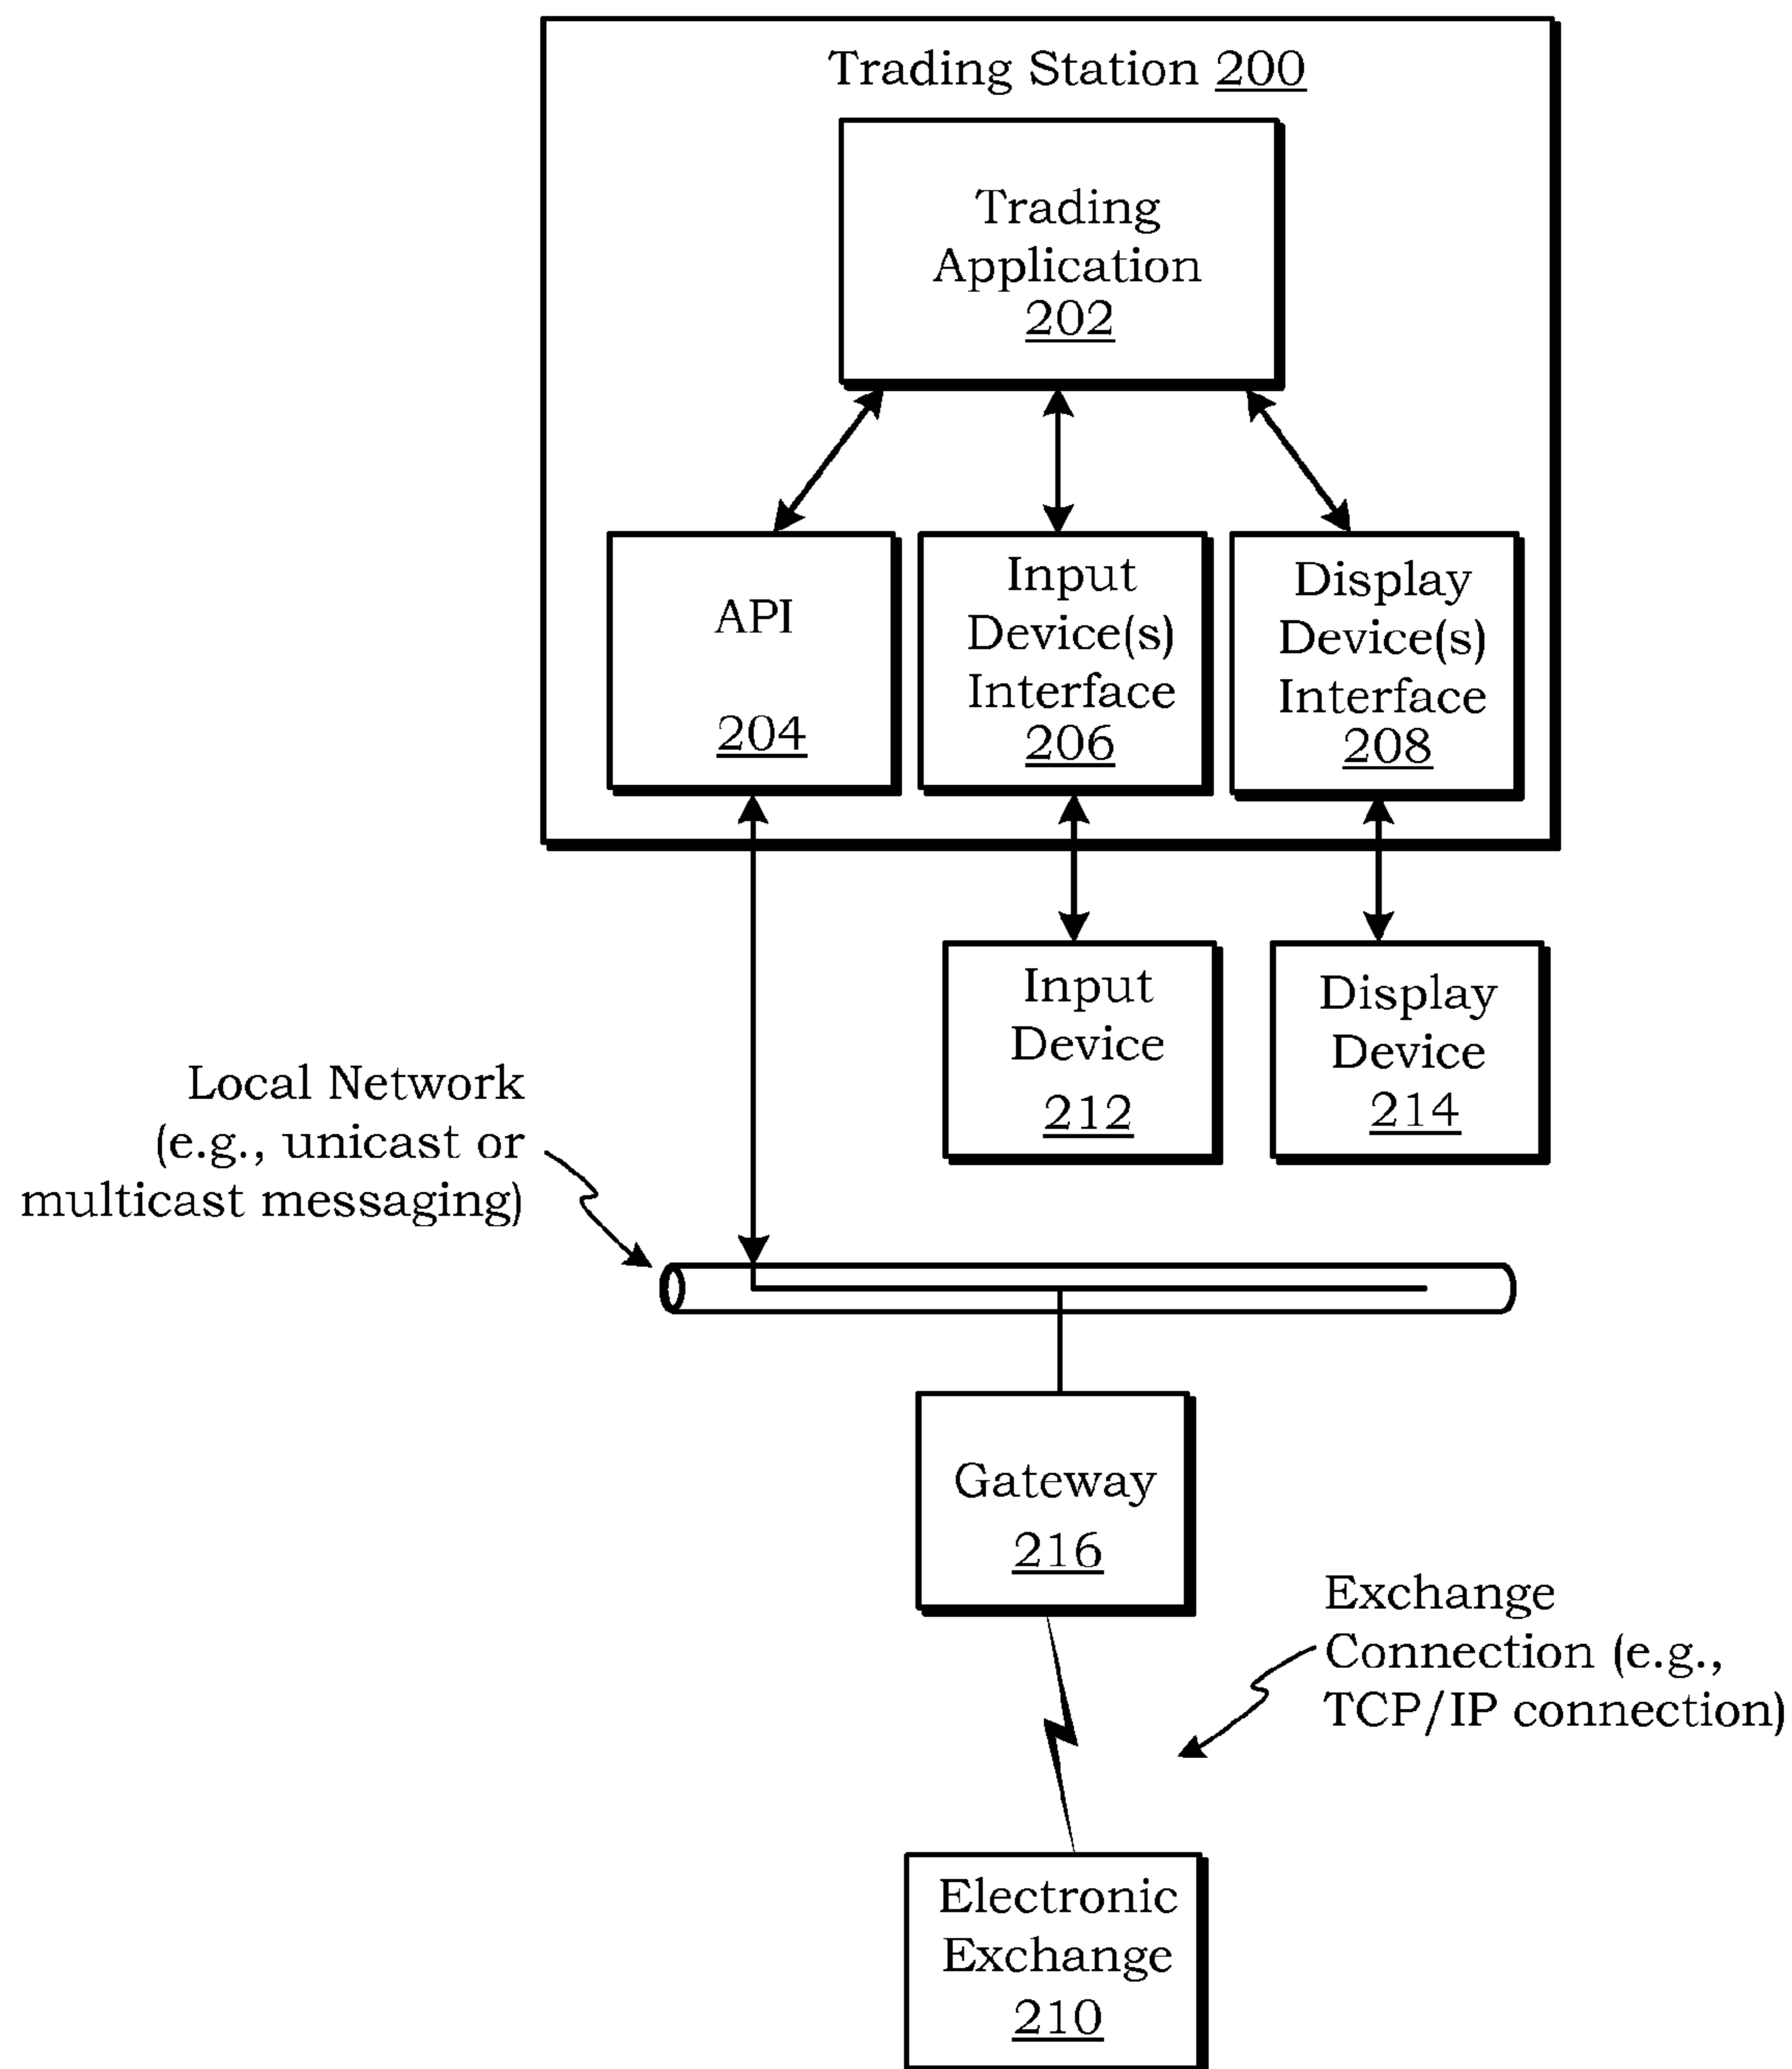 Trading Station 200
Trading
Application
202
API
204
Input
Device(s)
Interface
206
Display
Device(s)
Interface
208
Input
Device
212
Display
Device
214
Local Network
(e.g., unicast or
multicast messaging)
Gateway
216
Exchange
Connection (e.g.,
TCP/IP connection)
Electronic
Exchange
210